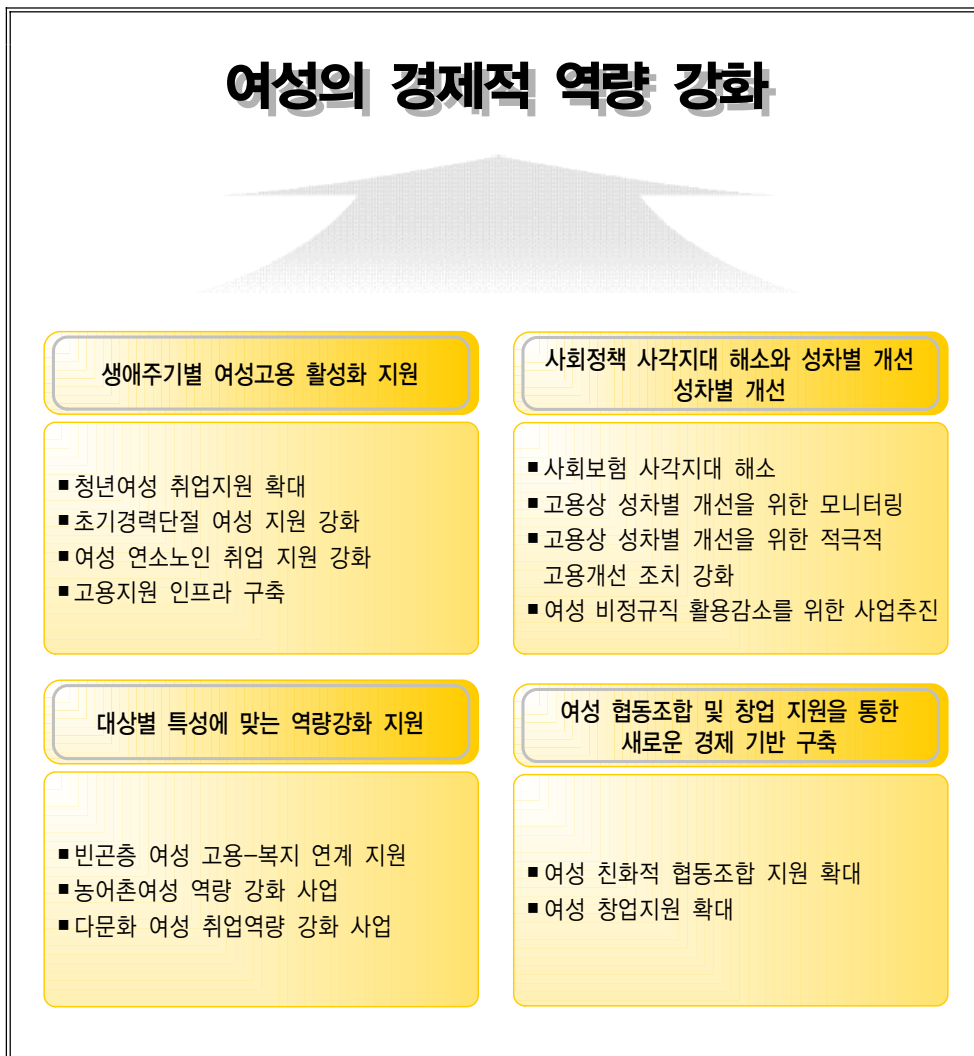 여성의 경제적 역량 강화
생애주기별 여성고용 활성화 지원
■ 청년여성 취업지원 확대
■ 초기경력단절 여성 지원 강화
■ 여성 연소노인 취업 지원 강화
■ 고용지원 인프라 구축
사회정책 사각지대 해소와 성차별 개선
성차별 개선
■ 사회보험 사각지대 해소
■ 고용상 성차별 개선을 위한 모니터링
■ 고용상 성차별 개선을 위한 적극적
고용개선 조치 강화
■ 여성 비정규직 활용감소를 위한 사업추진
대상별 특성에 맞는 역량강화 지원
■ 빈곤층 여성 고용-복지 연계 지원
■ 농어촌여성 역량 강화 사업
■ 다문화 여성 취업역량 강화 사업
여성 협동조합 및 창업 지원을 통한
새로운 경제 기반 구축
■ 여성 친화적 협동조합 지원 확대
■ 여성 창업지원 확대